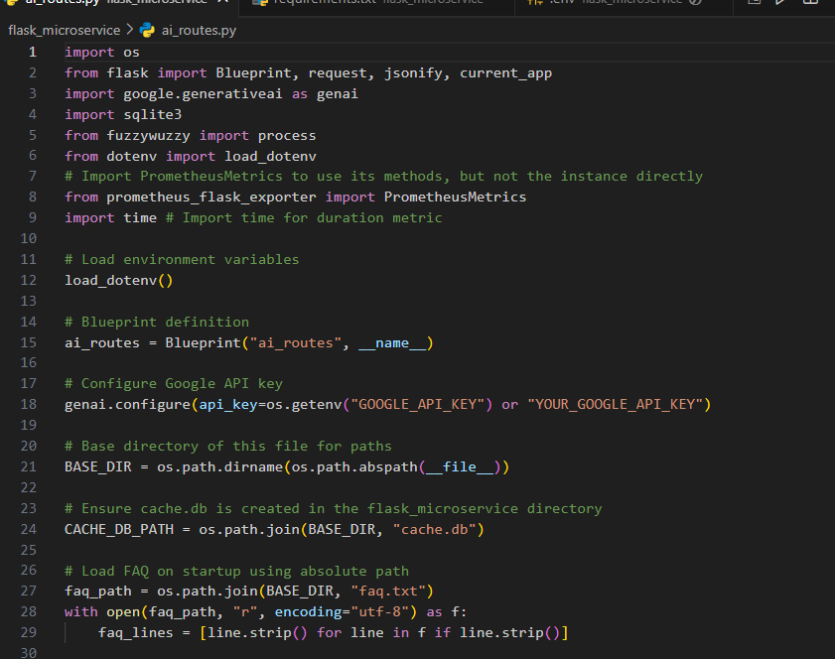 ai_routes.py flask_microservice
requirements.txt flask_microservice
.env flask_microservice
flask_microservice > ai_routes.py
1 import os
2 from flask import Blueprint, request, jsonify, current_app
3 import google.generativeai as genai
4 import sqlite3
5 from fuzzywuzzy import process
6 from dotenv import load_dotenv
7 # Import PrometheusMetrics to use its methods, but not the instance directly
8 from prometheus_flask_exporter import PrometheusMetrics
9 import time # Import time for duration metric
10
11 # Load environment variables
12 load_dotenv()
13
14 # Blueprint definition
15 ai_routes = Blueprint("ai_routes", __name__)
16
17 # Configure Google API key
18 genai.configure(api_key=os.getenv("GOOGLE_API_KEY") or "YOUR_GOOGLE_API_KEY")
19
20 # Base directory of this file for paths
21 BASE_DIR = os.path.dirname(os.path.abspath(__file__))
22
23 # Ensure cache.db is created in the flask_microservice directory
24 CACHE_DB_PATH = os.path.join(BASE_DIR, "cache.db")
25
26 # Load FAQ on startup using absolute path
27 faq_path = os.path.join(BASE_DIR, "faq.txt")
28 with open(faq_path, "r", encoding="utf-8") as f:
29     faq_lines = [line.strip() for line in f if line.strip()]
30